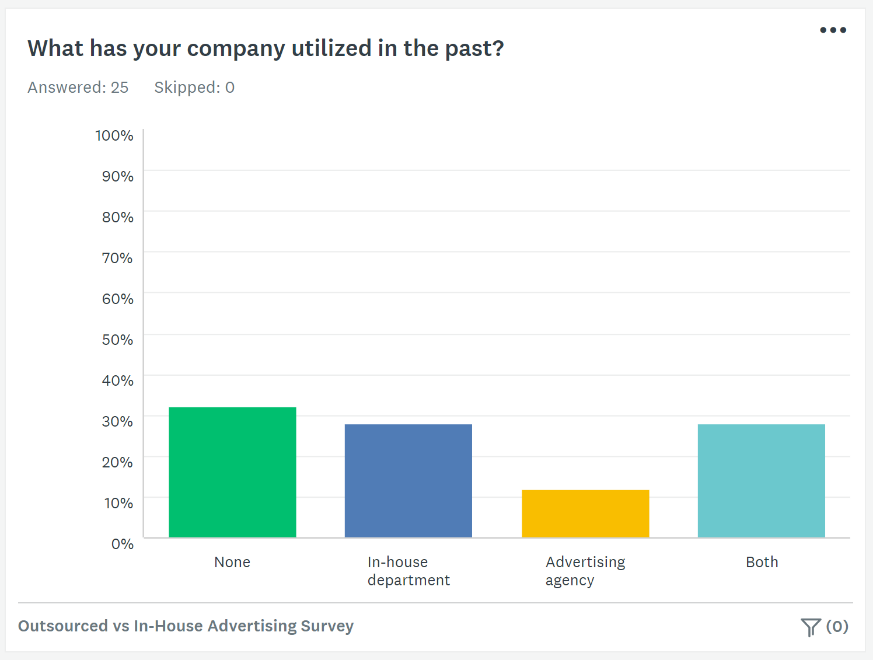 What has your company utilized in the past?
Answered: 25 Skipped: 0
100%
90%
80%
70%
60%
50%
40%
30%
20%
10%
0%
None
In-house
department
Advertising
agency
Both
Outsourced vs In-House Advertising Survey
(0)